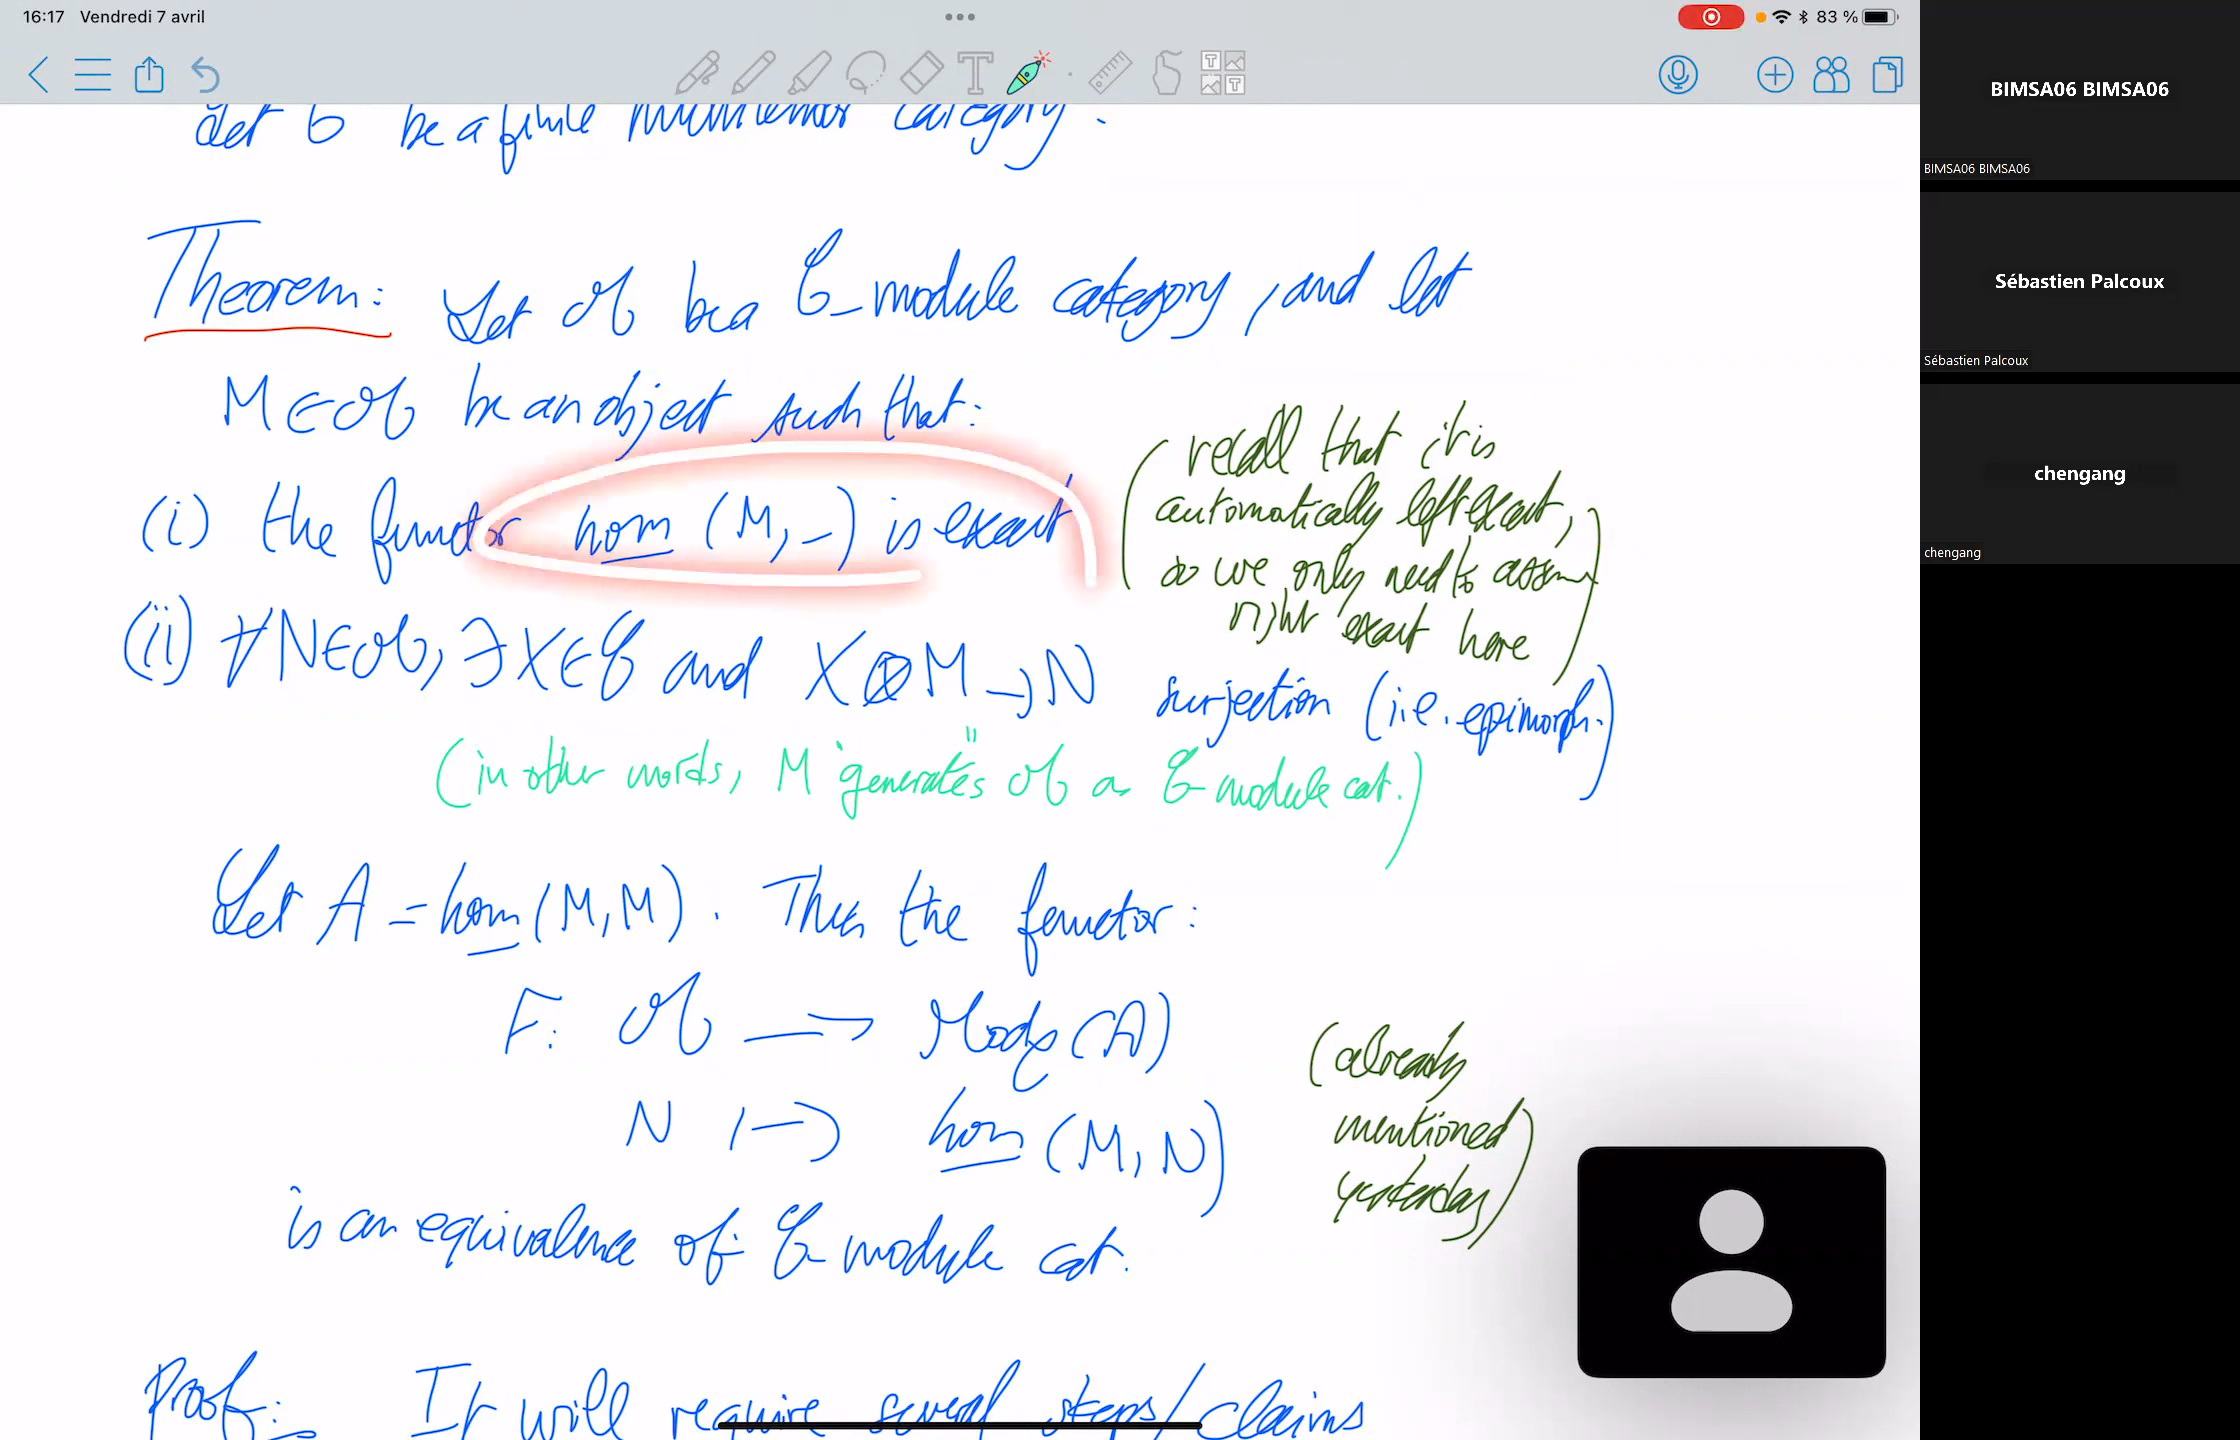 16:17 Vendredi 7 avril
83 %
BIMSA06 BIMSA06
BIMSA06 BIMSA06
Sébastien Palcoux
Sébastien Palcoux
chengang
chengang
Let 𝒞 be a finite multitensor category.
Theorem: Let ℳ be a 𝒞-module category, and let
M ∈ ℳ be an object such that:
(i) the functor hom (M, –) is exact
(recall that it is
automatically left exact,
so we only need to assume
right exact here)
(ii) ∀N∈ℳ, ∃X∈𝒞 and X⊗M → N surjection (i.e. epimorph.)
(in other words, M "generates" ℳ as 𝒞-module cat.)
Let A = hom (M, M). Then the functor:
F: ℳ → Mod𝒞 (A)
N ↦ hom (M, N)
(already
mentioned
yesterday)
is an equivalence of 𝒞-module cat.
Proof: It will require several steps/claims